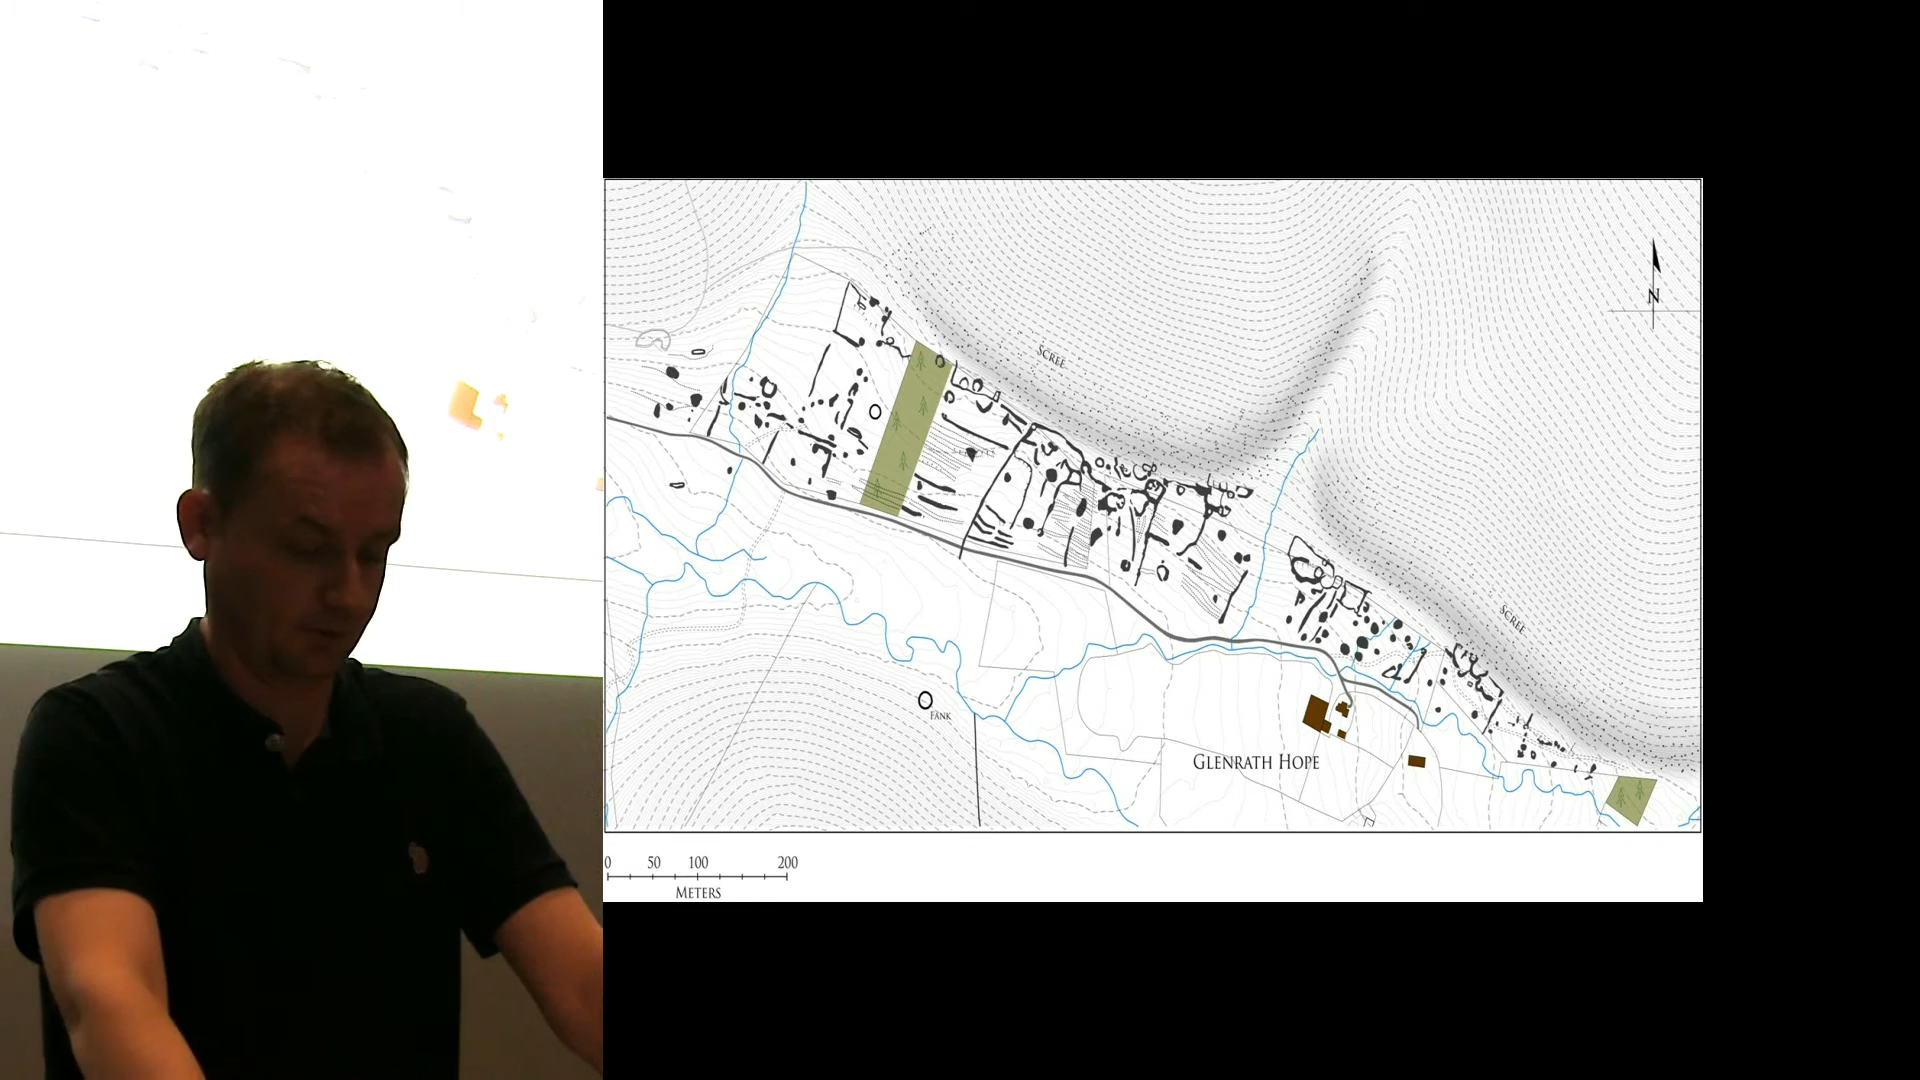 SCREE
N
SCREE
FANK
GLENRATH HOPE
0 50 100 200
METERS